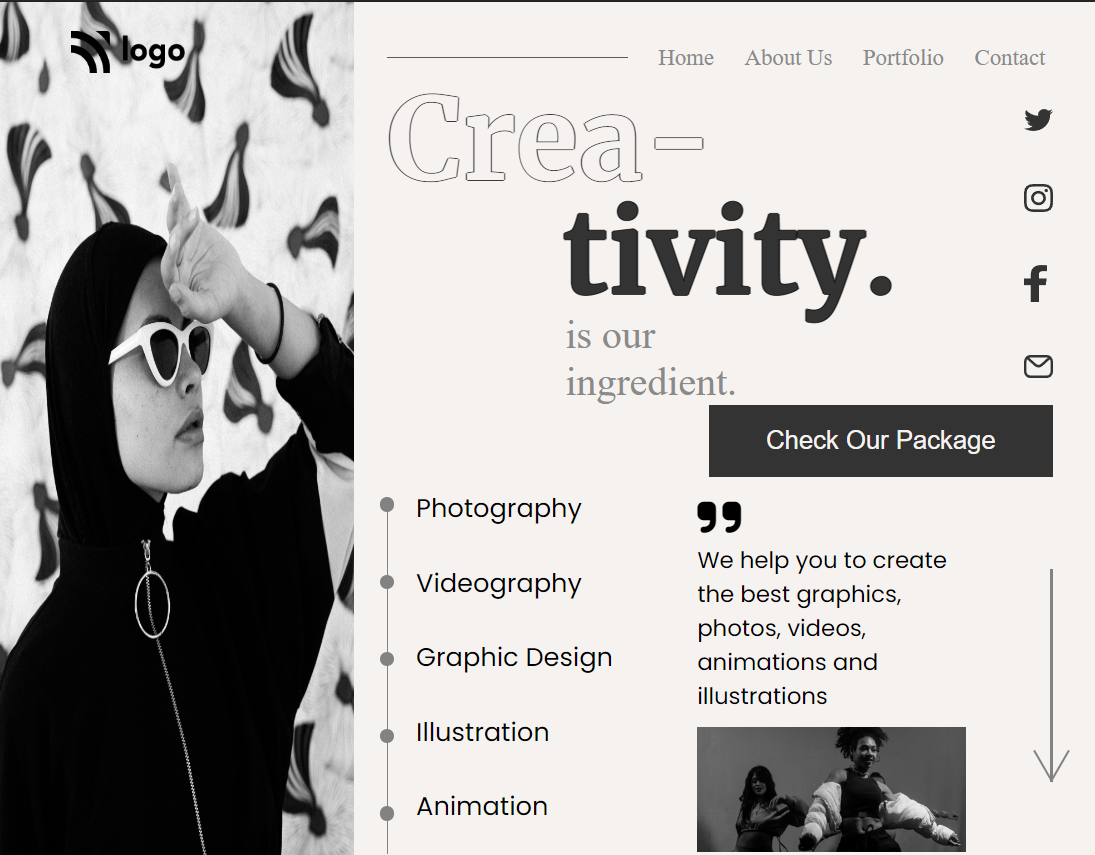 logo
Home About Us Portfolio Contact
Crea-
tivity.
is our
ingredient.
Check Our Package
Photography
Videography
Graphic Design
Illustration
Animation
We help you to create
the best graphics,
photos, videos,
animations and
illustrations